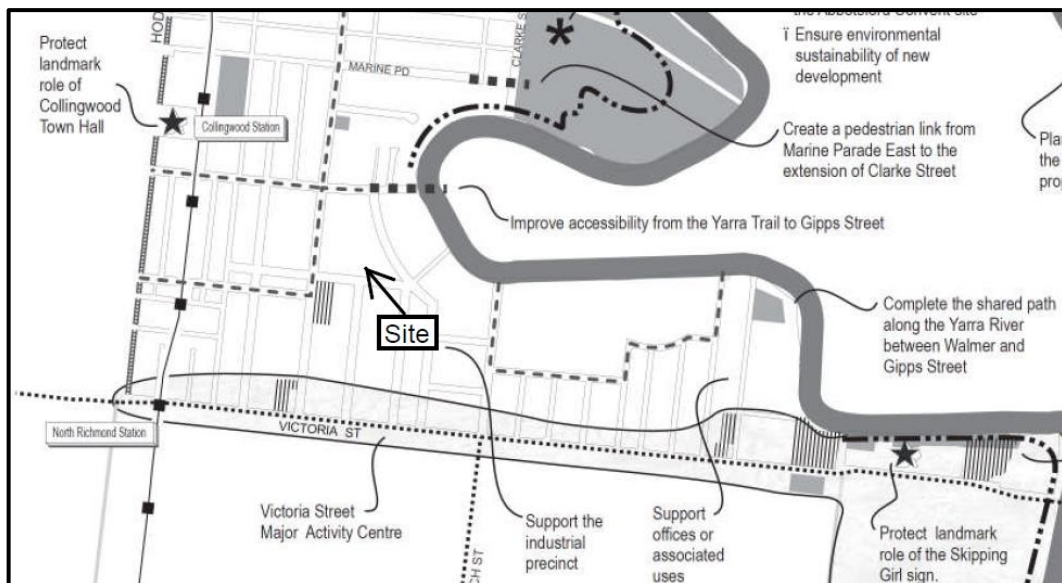 Protect
landmark
role of
Collingwood
Town Hall
HOD
MARINE PD
CLARKE S
Collingwood Station
the Abbotsford Convent site
ï Ensure environmental
sustainability of new
development
Create a pedestrian link from
Marine Parade East to the
extension of Clarke Street
Pla
the
prop
Improve accessibility from the Yarra Trail to Gipps Street
Site
Complete the shared path
along the Yarra River
between Walmer and
Gipps Street
North Richmond Station
VICTORIA ST
Victoria Street
Major Activity Centre
CH ST
Support the
industrial
precinct
Support
offices or
associated
uses
Protect landmark
role of the Skipping
Girl sign.